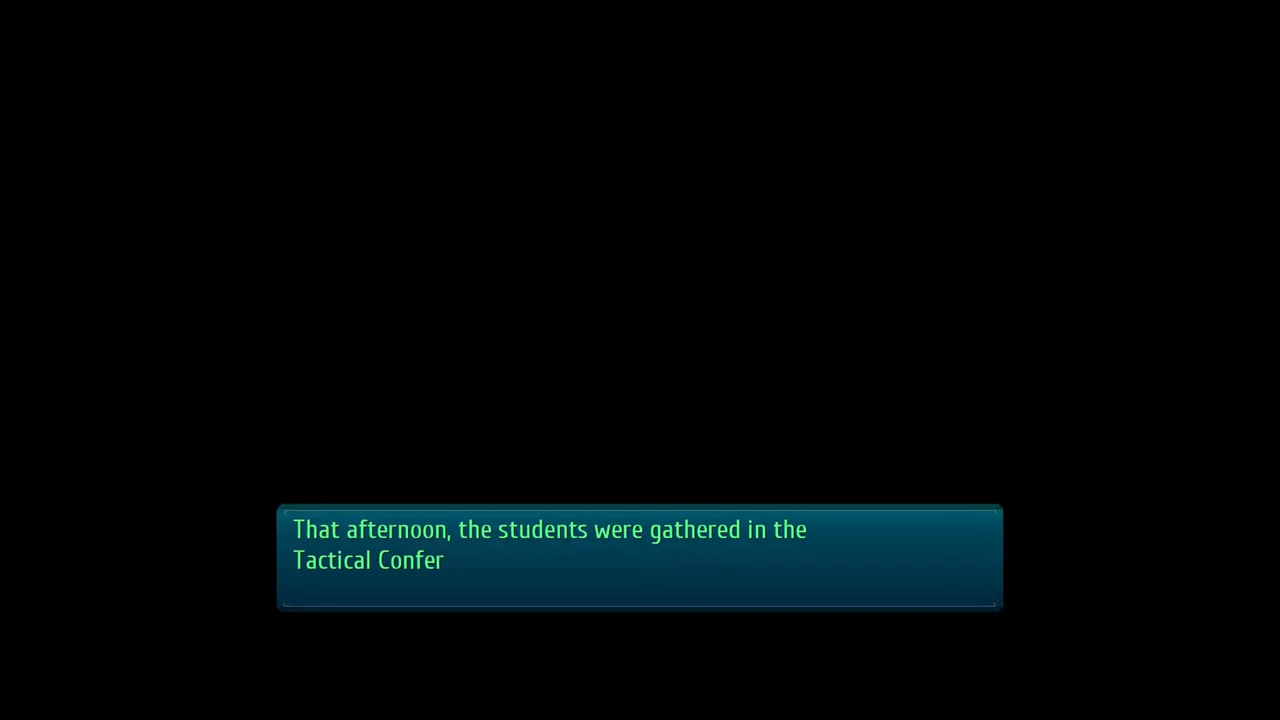 That afternoon, the students were gathered in the
Tactical Confer